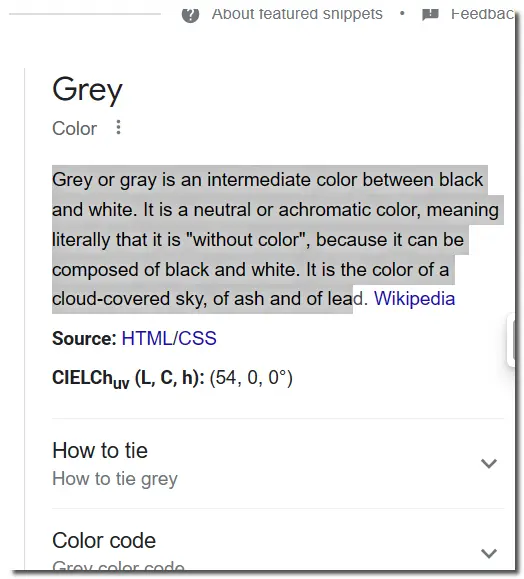 About featured snippets • Feedbac
Grey
Color
Grey or gray is an intermediate color between black
and white. It is a neutral or achromatic color, meaning
literally that it is "without color", because it can be
composed of black and white. It is the color of a
cloud-covered sky, of ash and of lead. Wikipedia
Source: HTML/CSS
CIELChuv (L, C, h): (54, 0, 0°)
How to tie
How to tie grey
Color code
Grey color code